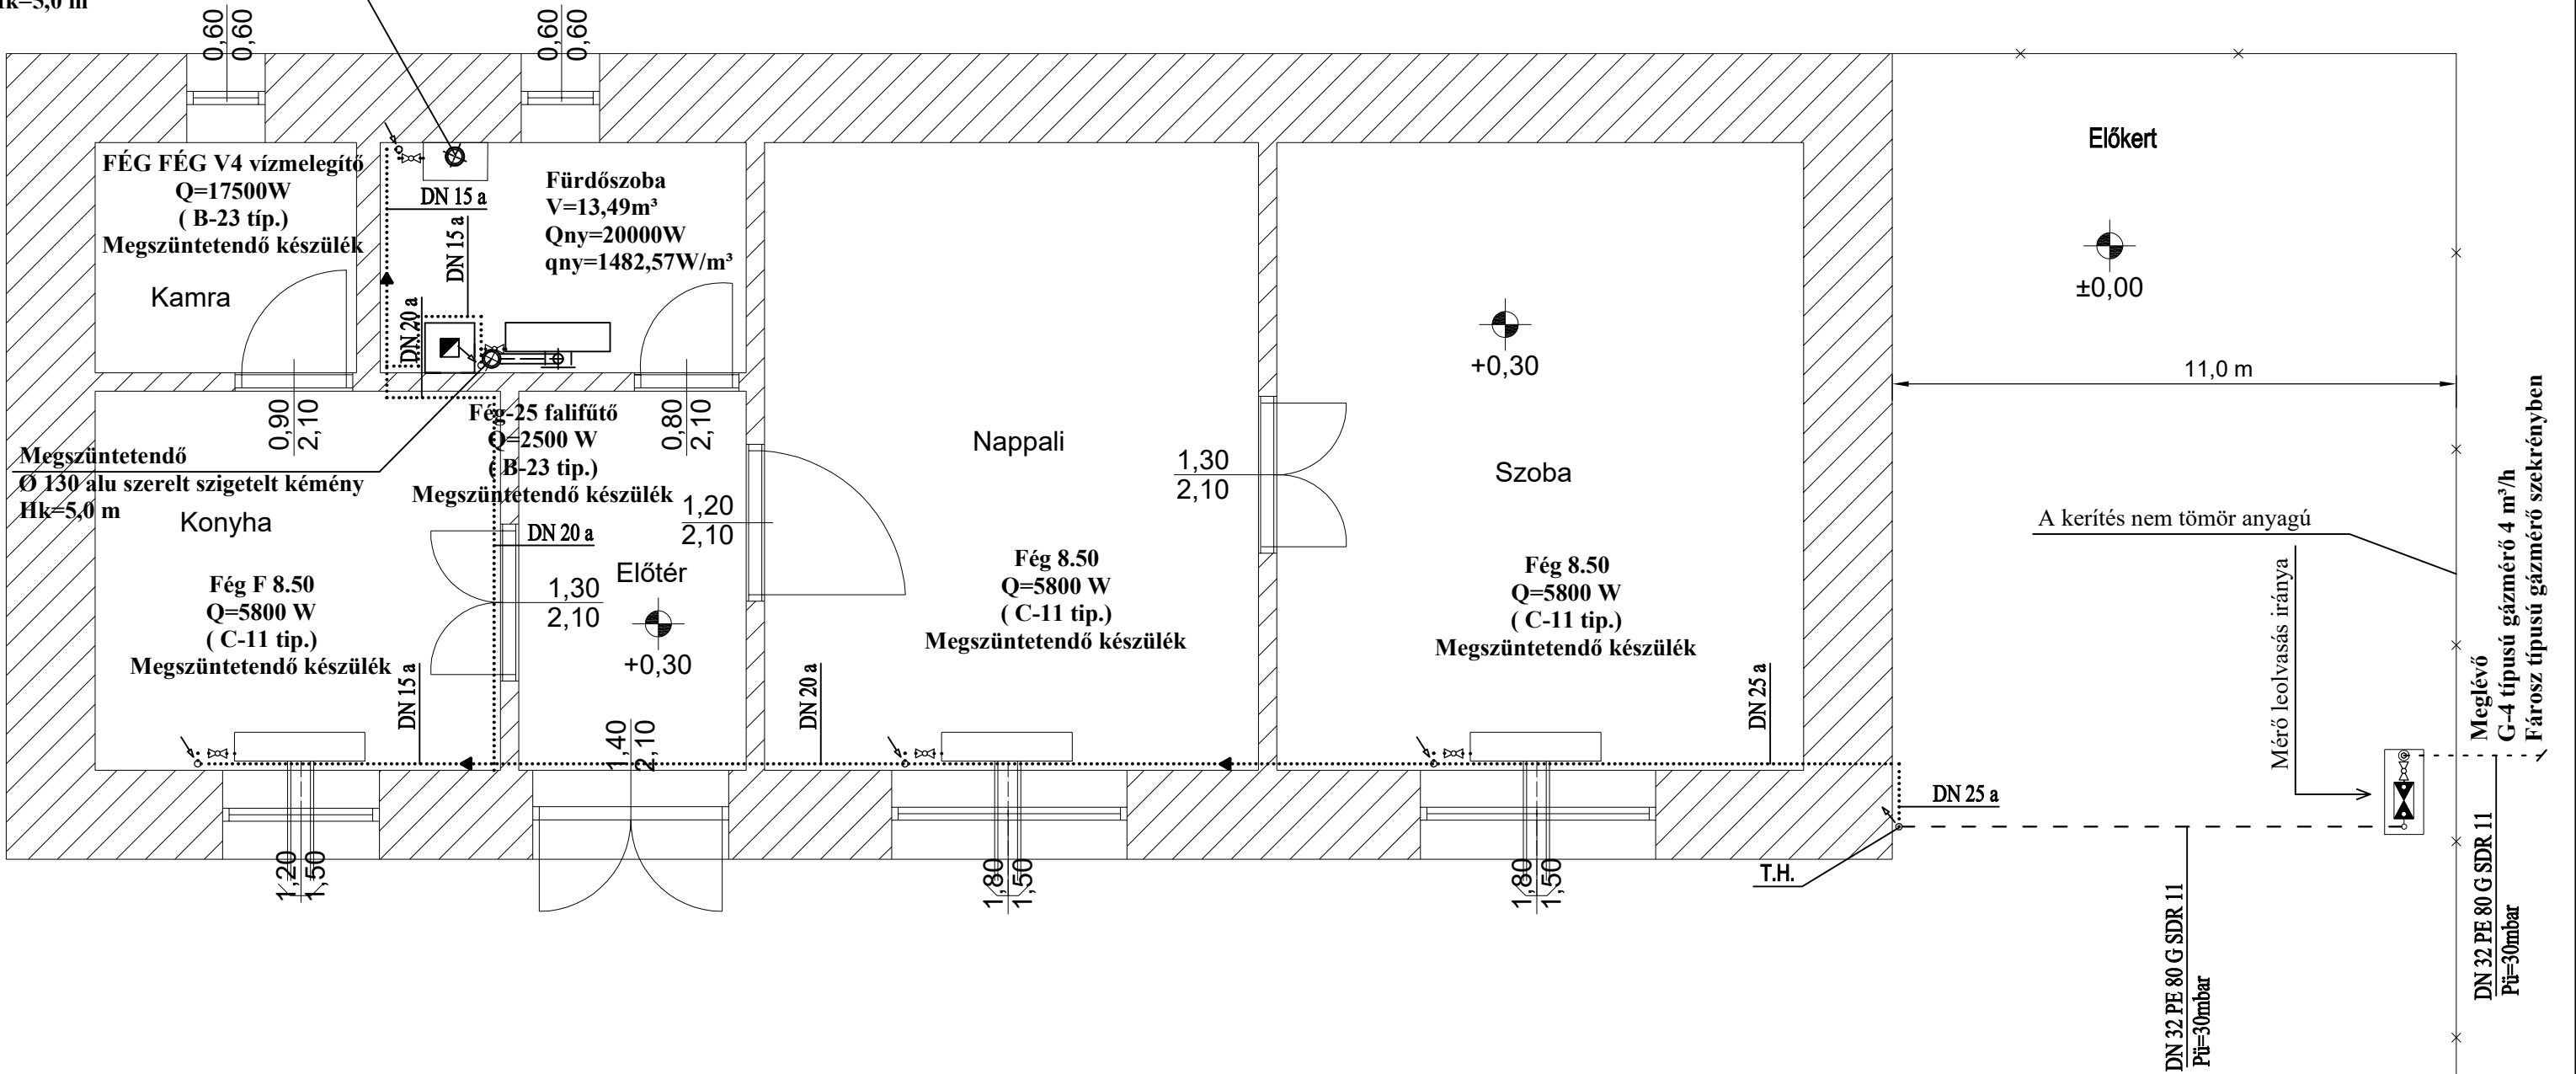 0,60
0,60
0,60
0,60
FÉG FÉG V4 vízmelegítő
Q=17500W
( B-23 típ.)
Megszüntetendő készülék
Kamra
DN 15 a
DN 15 a
DN 20 a
Fürdőszoba
V=13,49m³
Qny=20000W
qny=1482,57W/m³
0,90
2,10
0,80
2,10
Fég-25 falifűtő
Q=2500 W
( B-23 tip.)
Megszüntetendő készülék
Megszüntetendő
Ø 130 alu szerelt szigetelt kémény
Hk=5,0 m
Konyha
Fég F 8.50
Q=5800 W
( C-11 tip.)
Megszüntetendő készülék
DN 15 a
DN 20 a
1,30
2,10
Előtér
+0,30
1,20
2,10
1,40
2,10
Nappali
Fég 8.50
Q=5800 W
( C-11 tip.)
Megszüntetendő készülék
DN 20 a
1,30
2,10
+0,30
Szoba
Fég 8.50
Q=5800 W
( C-11 tip.)
Megszüntetendő készülék
DN 25 a
1,20
1,50
1,80
1,50
1,80
1,50
Előkert
±0,00
11,0 m
A kerítés nem tömör anyagú
Mérő leolvasás iránya
Meglévő
G-4 típusú gázmérő 4 m³/h
Fárosz típusú gázmérő szekrényben
DN 25 a
T.H.
DN 32 PE 80 G SDR 11
Pü=30mbar
DN 32 PE 80 G SDR 11
Pü=30mbar